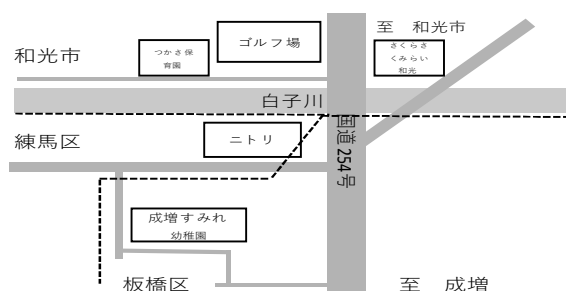 ゴルフ場
至 和光市
和光市
つかさ保
育園
さくらさ
くみらい
和光
白子川
国道254号
練馬区
ニトリ
成増すみれ
幼稚園
板橋区
至 成増